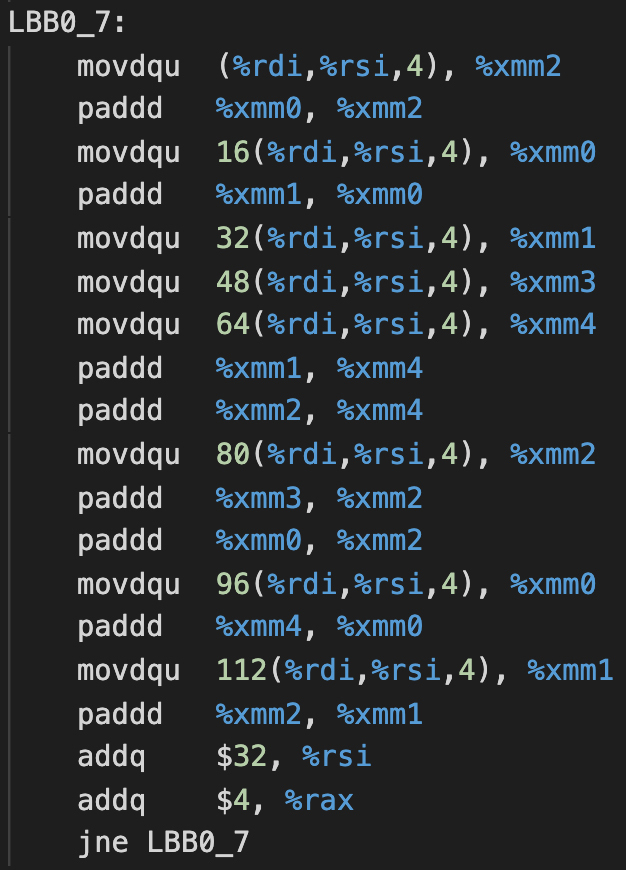 LBB0_7:
movdqu (%rdi,%rsi,4), %xmm2
paddd %xmm0, %xmm2
movdqu 16(%rdi,%rsi,4), %xmm0
paddd %xmm1, %xmm0
movdqu 32(%rdi,%rsi,4), %xmm1
movdqu 48(%rdi,%rsi,4), %xmm3
movdqu 64(%rdi,%rsi,4), %xmm4
paddd %xmm1, %xmm4
paddd %xmm2, %xmm4
movdqu 80(%rdi,%rsi,4), %xmm2
paddd %xmm3, %xmm2
paddd %xmm0, %xmm2
movdqu 96(%rdi,%rsi,4), %xmm0
paddd %xmm4, %xmm0
movdqu 112(%rdi,%rsi,4), %xmm1
paddd %xmm2, %xmm1
addq $32, %rsi
addq $4, %rax
jne LBB0_7